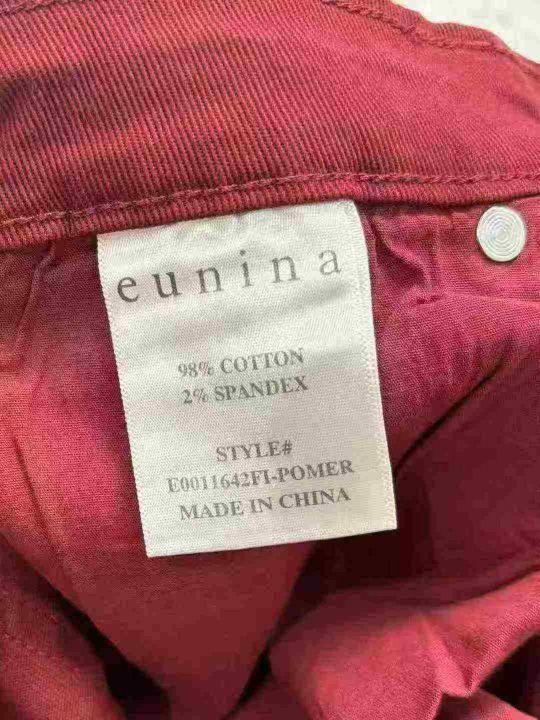 eunina
98% COTTON
2% SPANDEX
STYLE#
E0011642FI-POMER
MADE IN CHINA